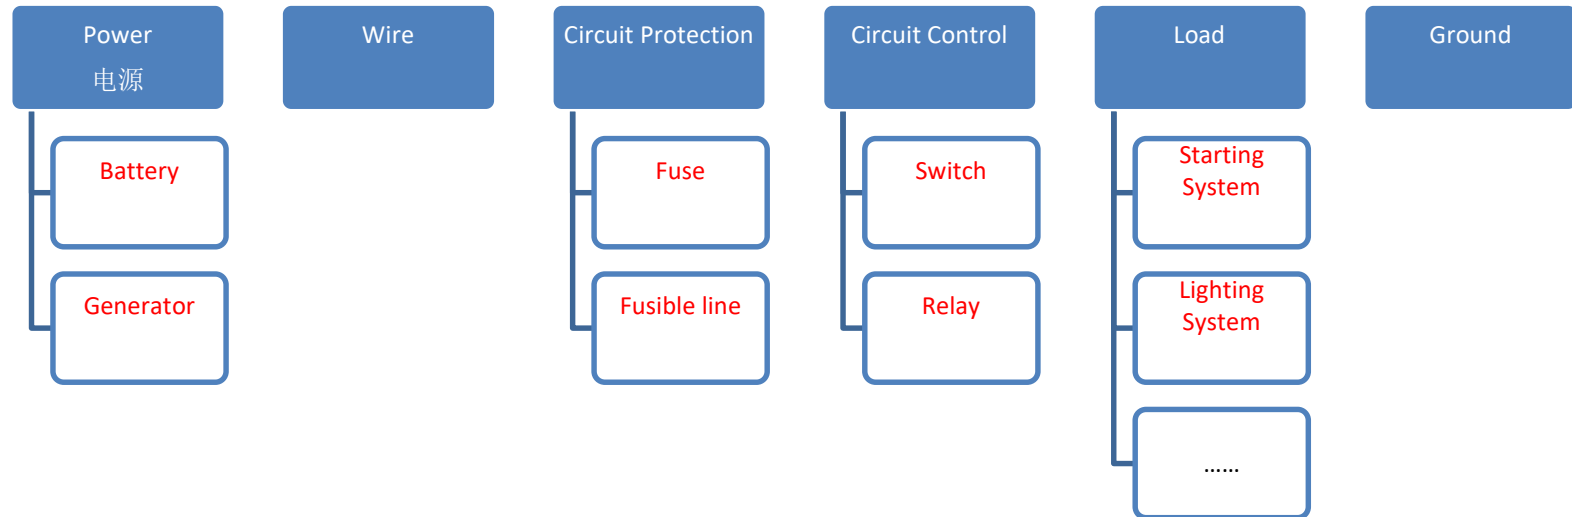 Power
电源
Wire
Circuit Protection
Circuit Control
Load
Ground
Battery
Generator
Fuse
Fusible line
Switch
Relay
Starting
System
Lighting
System
......